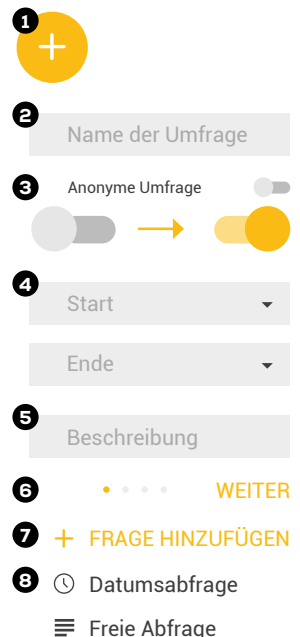 1
2
Name der Umfrage
3 Anonyme Umfrage
4
Start
Ende
5
Beschreibung
6 WEITER
7 + FRAGE HINZUFÜGEN
8 Datumsabfrage
Freie Abfrage